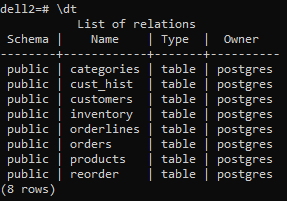 dell2=# \dt
List of relations
Schema | Name | Type | Owner
--------+------------+-------+----------
public | categories | table | postgres
public | cust_hist | table | postgres
public | customers | table | postgres
public | inventory | table | postgres
public | orderlines | table | postgres
public | orders | table | postgres
public | products | table | postgres
public | reorder | table | postgres
(8 rows)